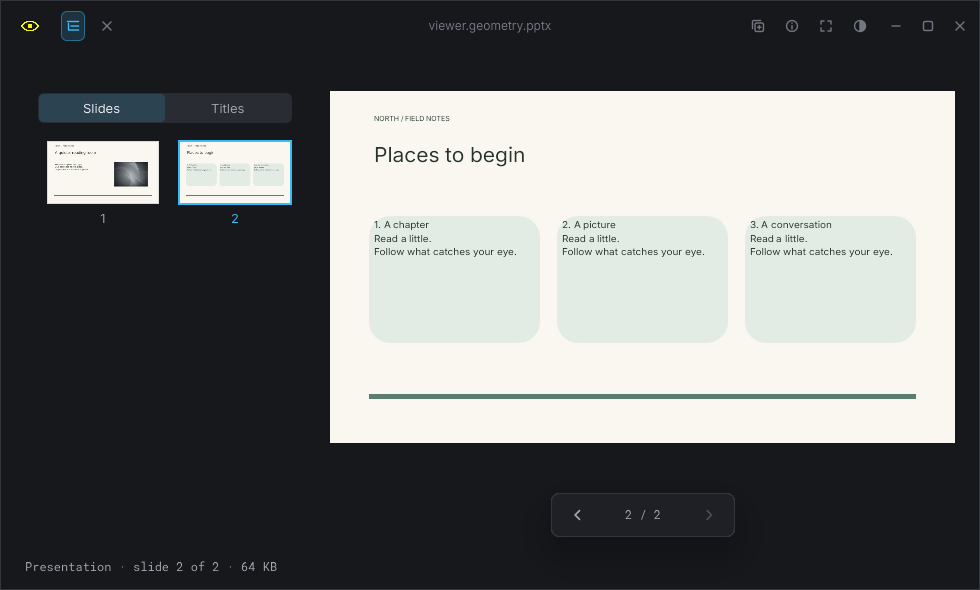 viewer.geometry.pptx
Slides
Titles
1
2
NORTH / FIELD NOTES
Places to begin
1. A chapter
Read a little.
Follow what catches your eye.
2. A picture
Read a little.
Follow what catches your eye.
3. A conversation
Read a little.
Follow what catches your eye.
2 / 2
Presentation · slide 2 of 2 · 64 KB